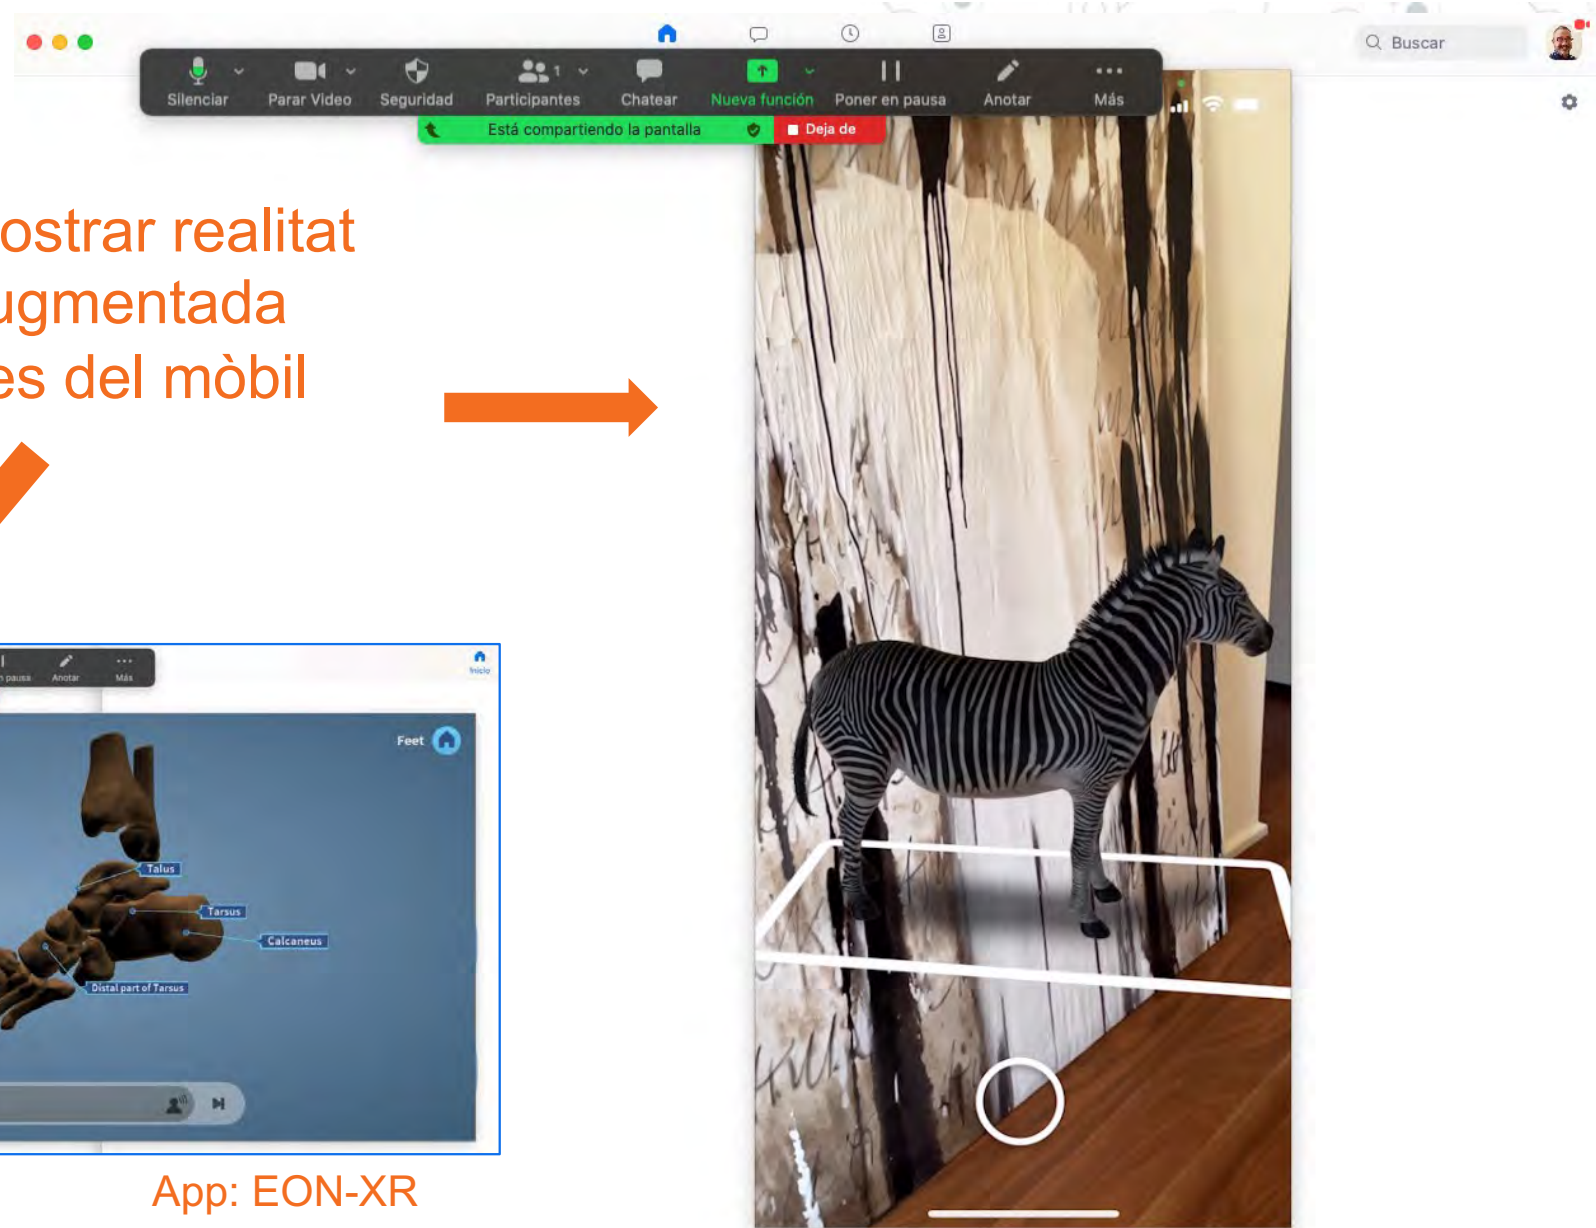 Buscar
Silenciar
Parar Video
Seguridad
Participantes
1
Chatear
Nueva función
Poner en pausa
Anotar
Más
Está compartiendo la pantalla
Deja de
ostrar realitat
ugmentada
es del mòbil
n pausa
Anotar
Más
Inicio
Feet
Talus
Tarsus
Calcaneus
Distal part of Tarsus
App: EON-XR